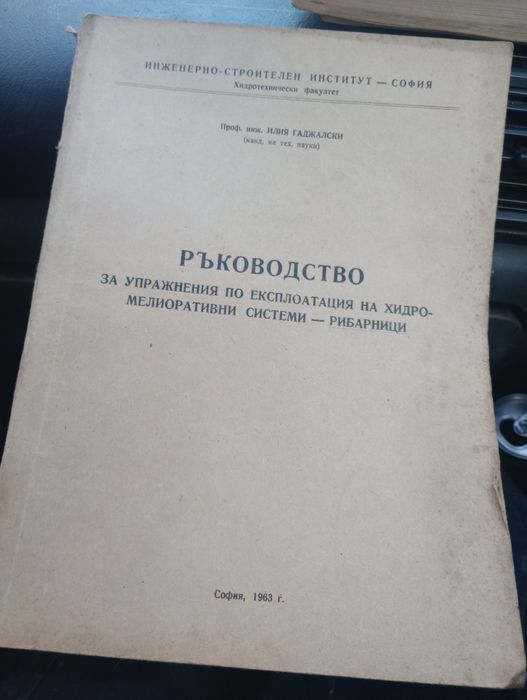 ИНЖЕНЕРНО-СТРОИТЕЛЕН ИНСТИТУТ — СОФИЯ
Хидротехнически факултет
Проф. инж. ИЛИЯ ГАДЖАЛСКИ
(канд. на тех. науки)
РЪКОВОДСТВО
ЗА УПРАЖНЕНИЯ ПО ЕКСПЛОАТАЦИЯ НА ХИДРО-
МЕЛИОРАТИВНИ СИСТЕМИ — РИБАРНИЦИ
София, 1963 г.